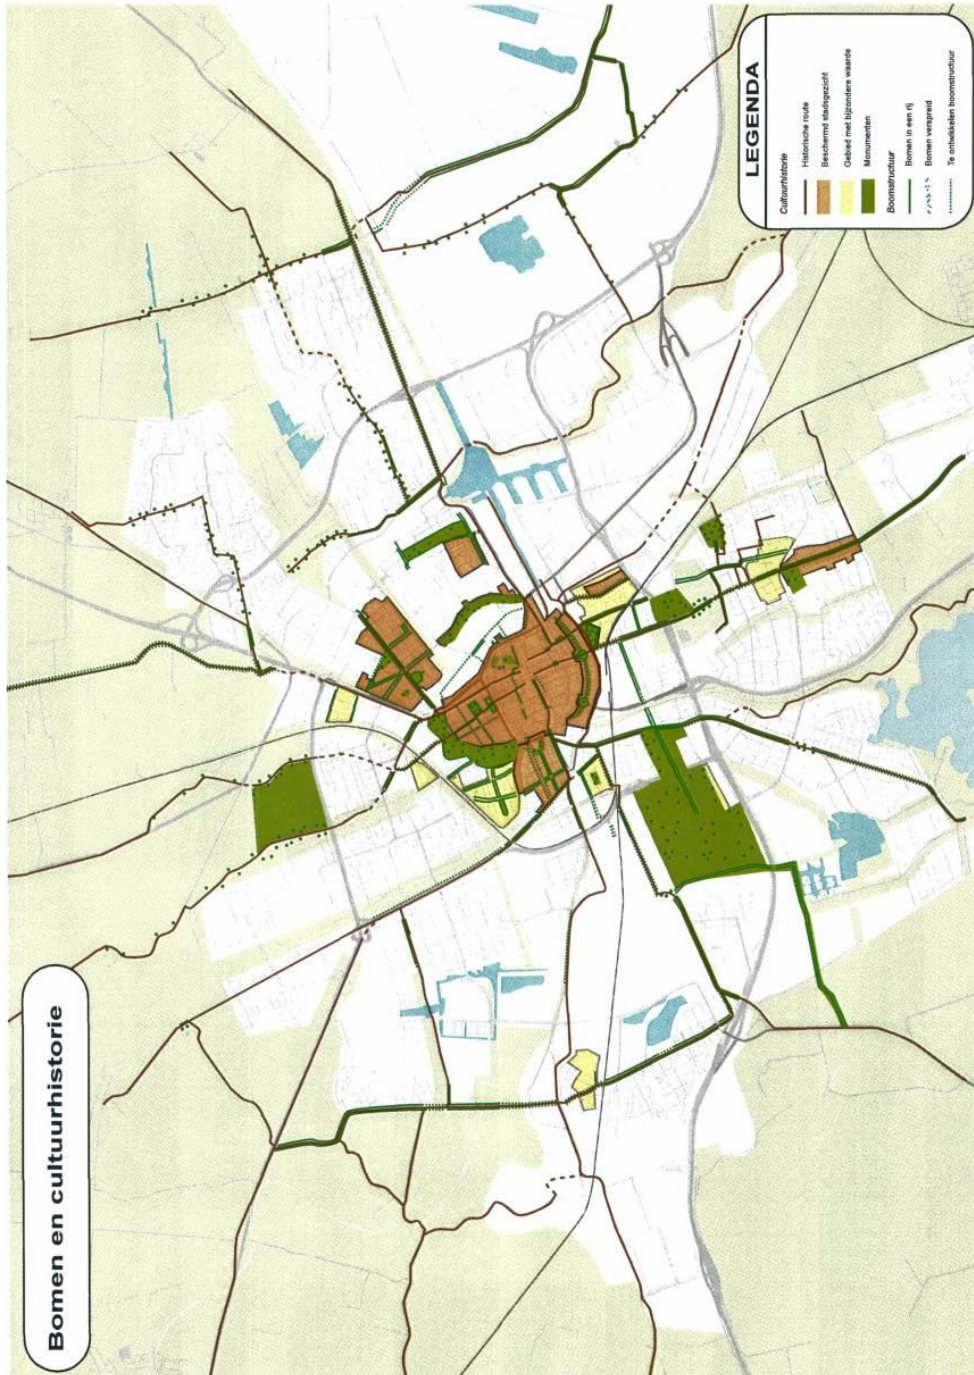 Bomen en cultuurhistorie
LEGENDA
Cultuurhistorie
Historische route
Beschermd stadsgezicht
Gebied met bijzondere waarde
Monumenten
Boomstructuur
Bomen in een rij
Bomen verspreid
Te ontwikkelen boomstructuur